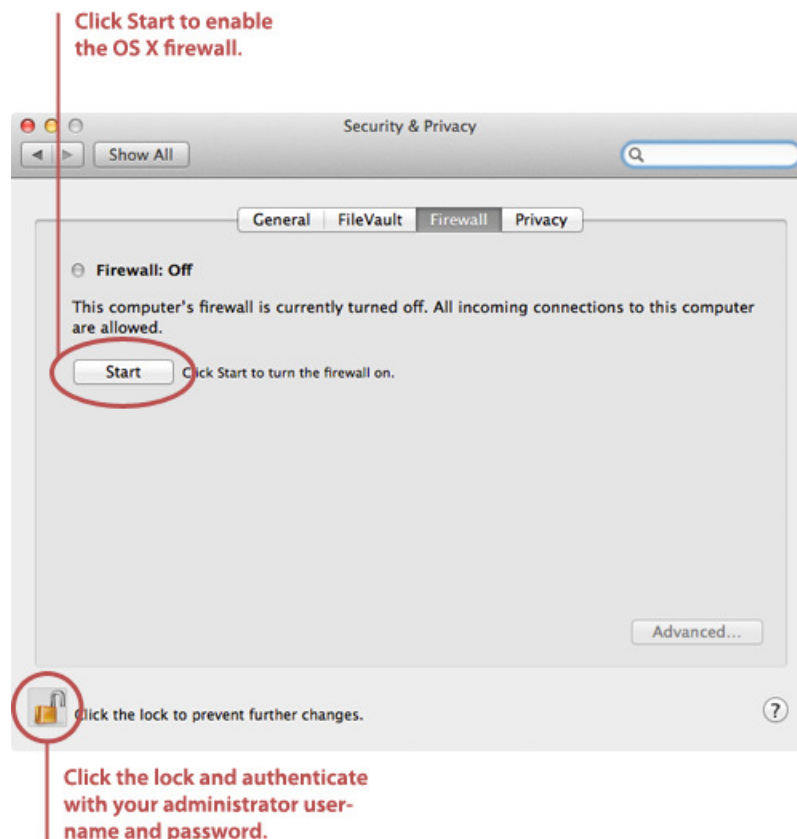 Click Start to enable
the OS X firewall.
Security & Privacy
Show All
General FileVault Firewall Privacy
Firewall: Off
This computer's firewall is currently turned off. All incoming connections to this computer
are allowed.
Start Click Start to turn the firewall on.
Advanced...
Click the lock to prevent further changes.
?
Click the lock and authenticate
with your administrator user-
name and password.